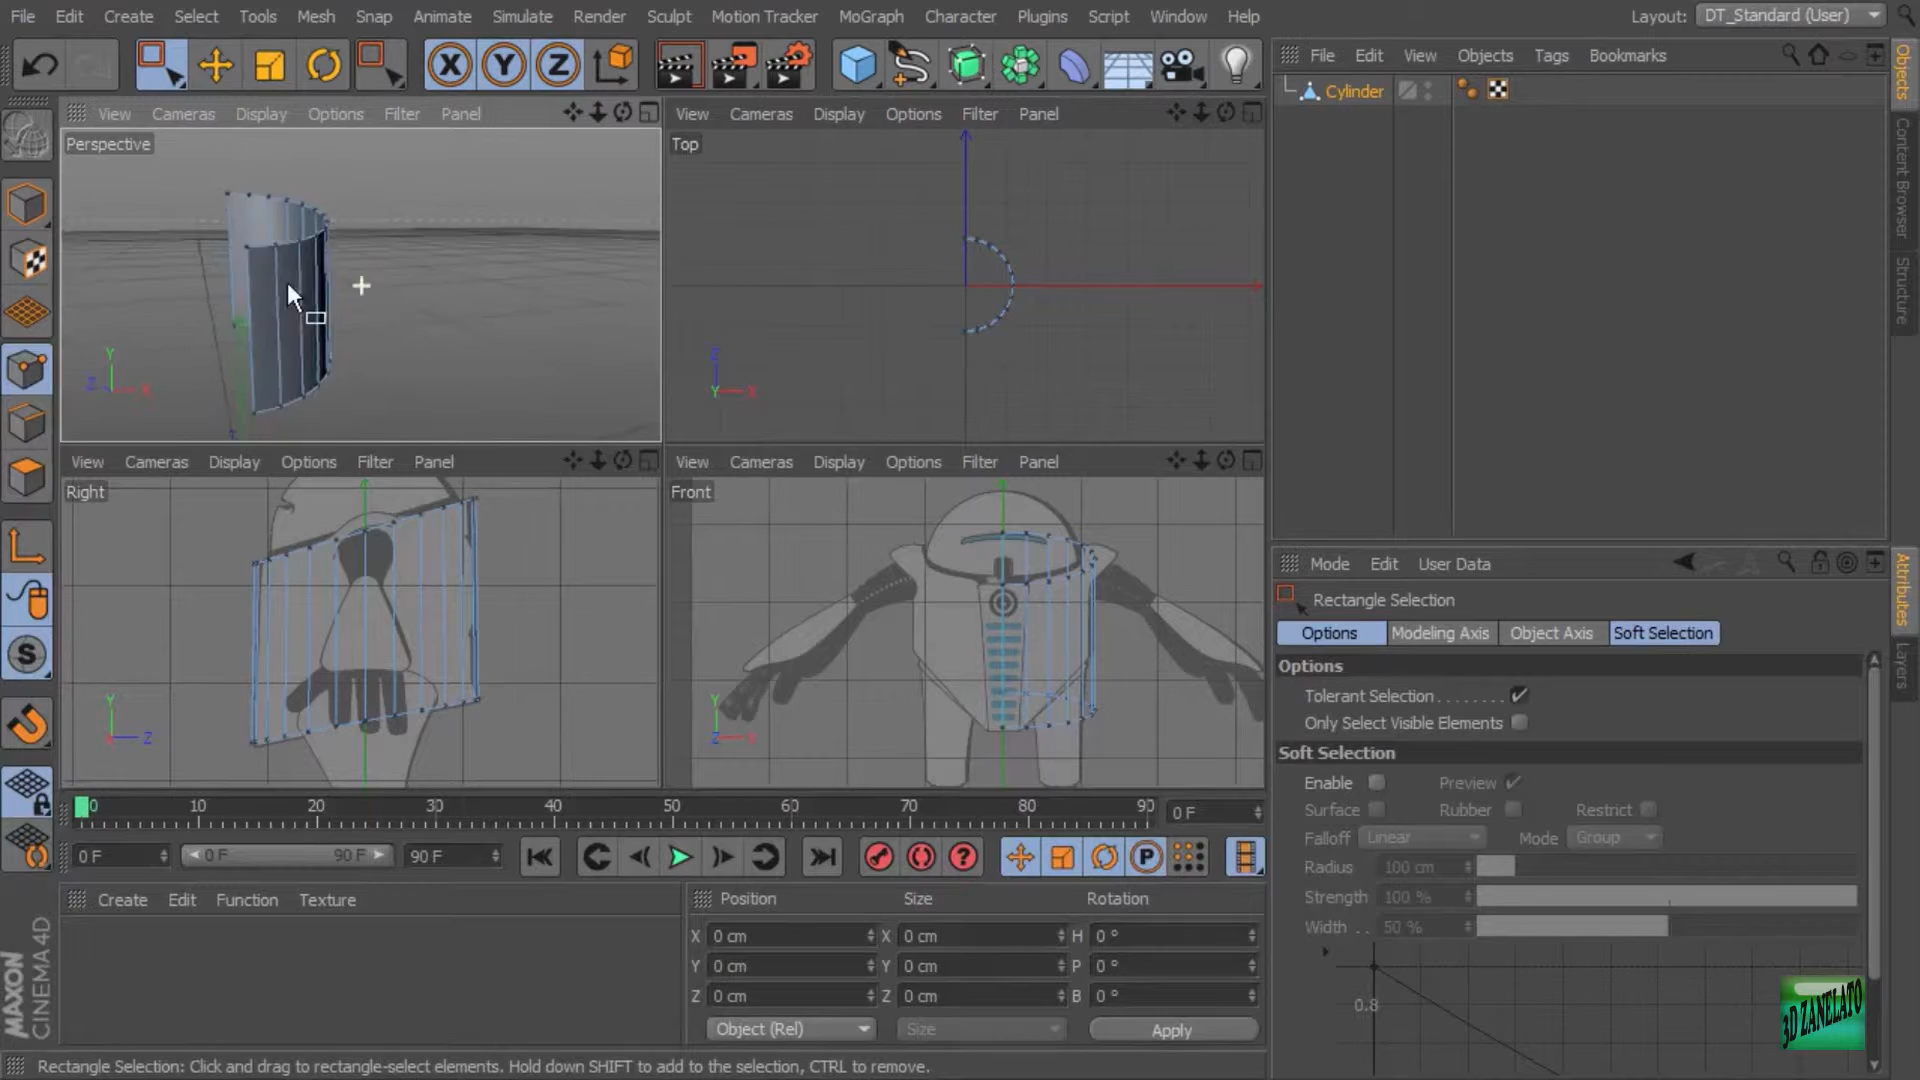 File Edit Create Select Tools Mesh Snap Animate Simulate Render Sculpt Motion Tracker MoGraph Character Plugins Script Window Help Layout: DT_Standard (User)
File Edit View Objects Tags Bookmarks
Cylinder
Objects
Content Browser
Structure
View Cameras Display Options Filter Panel
Perspective
Y
Z
X
View Cameras Display Options Filter Panel
Top
Z
Y
X
View Cameras Display Options Filter Panel
Right
Y
X
Z
View Cameras Display Options Filter Panel
Front
Y
Z
X
Mode Edit User Data
Attributes
Layers
Rectangle Selection
Options Modeling Axis Object Axis Soft Selection
Options
Tolerant Selection
Only Select Visible Elements
Soft Selection
Enable Preview
Surface Rubber Restrict
Falloff Linear Mode Group
Radius 100 cm
Strength 100 %
Width . . 50 %
0.8
0 10 20 30 40 50 60 70 80 90 0 F
0 F 0 F 90 F 90 F
Create Edit Function Texture
Position Size Rotation
X 0 cm X 0 cm H 0 °
Y 0 cm Y 0 cm P 0 °
Z 0 cm Z 0 cm B 0 °
Object (Rel) Size Apply
MAXON
CINEMA 4D
3D ZANELATO
Rectangle Selection: Click and drag to rectangle-select elements. Hold down SHIFT to add to the selection, CTRL to remove.